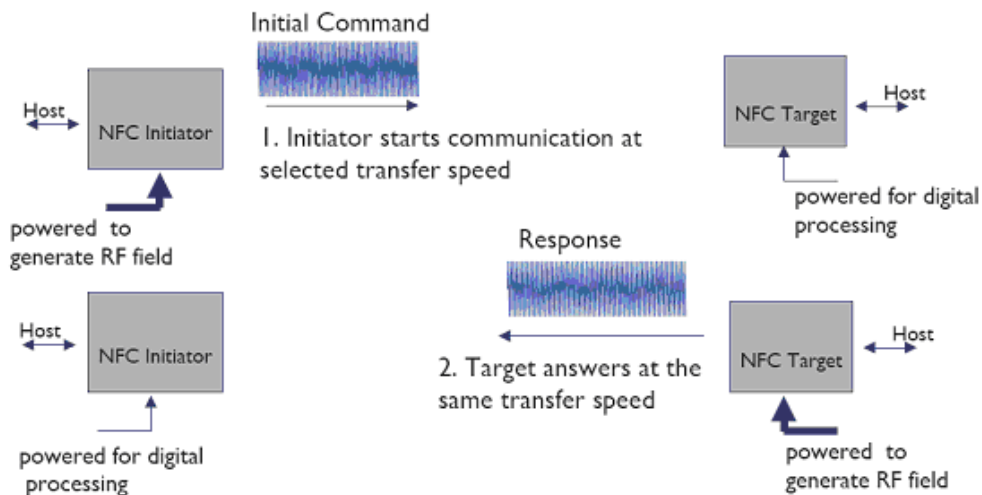 Initial Command
Host
NFC Initiator
1. Initiator starts communication at
selected transfer speed
NFC Target
Host
powered to
generate RF field
powered for digital
processing
Response
Host
NFC Initiator
2. Target answers at the
same transfer speed
NFC Target
Host
powered for digital
processing
powered to
generate RF field